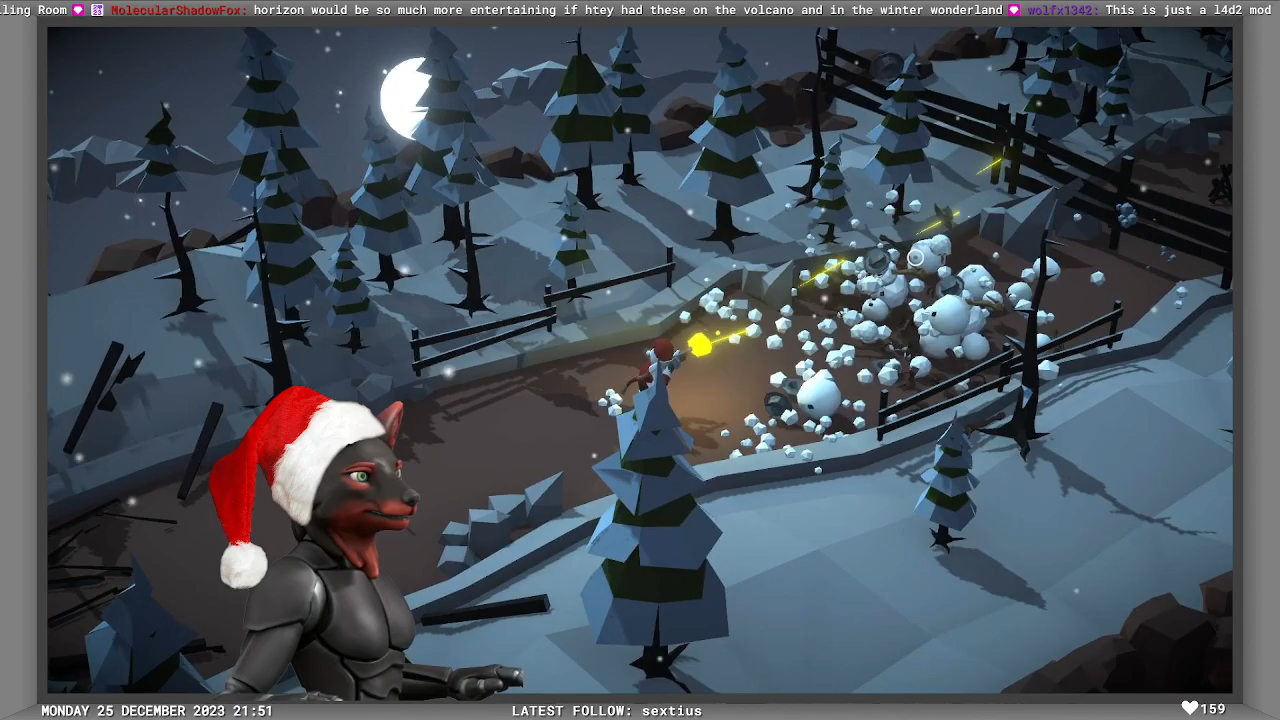 lling Room MolecularShadowFox: horizon would be so much more entertaining if htey had these on the volcano and in the winter wonderland wolfx1342: This is just a l4d2 mod
MONDAY 25 DECEMBER 2023 21:51 LATEST FOLLOW: sextius 159